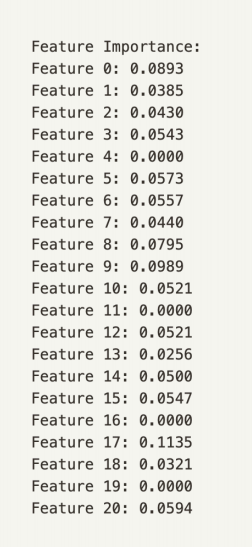 Feature Importance:
Feature 0: 0.0893
Feature 1: 0.0385
Feature 2: 0.0430
Feature 3: 0.0543
Feature 4: 0.0000
Feature 5: 0.0573
Feature 6: 0.0557
Feature 7: 0.0440
Feature 8: 0.0795
Feature 9: 0.0989
Feature 10: 0.0521
Feature 11: 0.0000
Feature 12: 0.0521
Feature 13: 0.0256
Feature 14: 0.0500
Feature 15: 0.0547
Feature 16: 0.0000
Feature 17: 0.1135
Feature 18: 0.0321
Feature 19: 0.0000
Feature 20: 0.0594